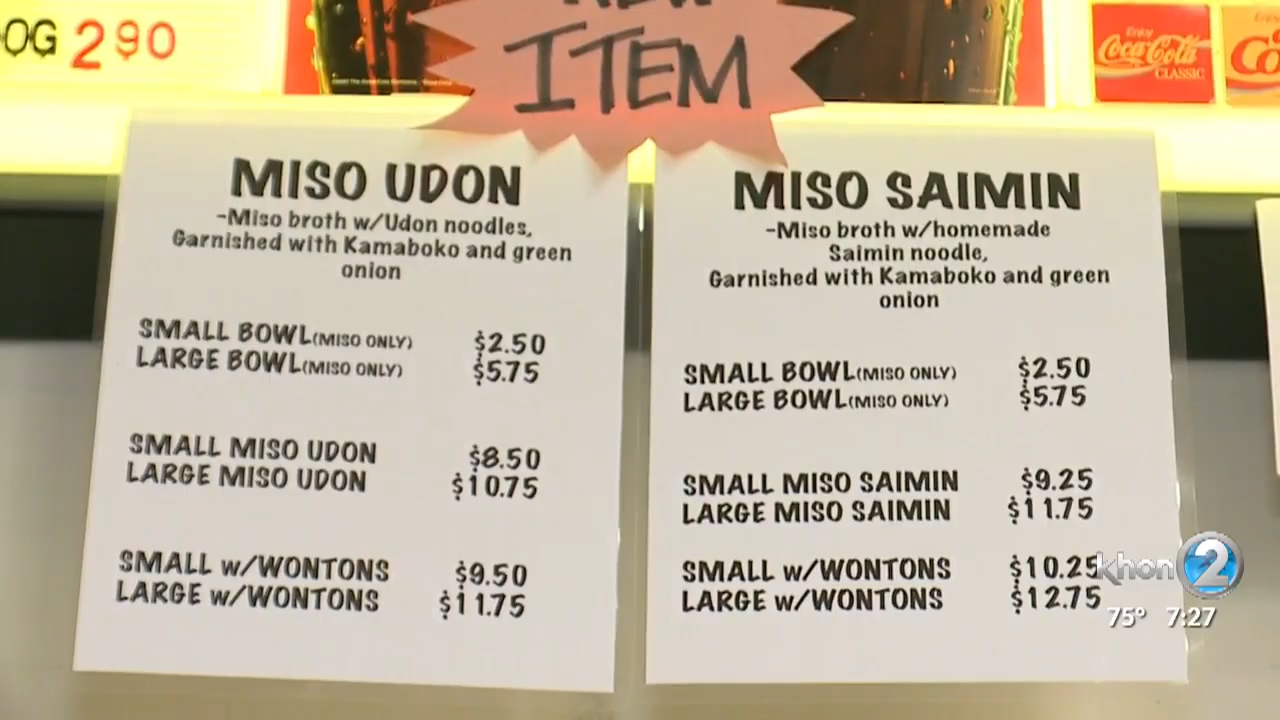 OG 290
NEW
ITEM
Enjoy
Coca-Cola
CLASSIC
MISO UDON
-Miso broth w/Udon noodles,
Garnished with Kamaboko and green
onion
SMALL BOWL(MISO ONLY) $2.50
LARGE BOWL(MISO ONLY) $5.75
SMALL MISO UDON $8.50
LARGE MISO UDON $10.75
SMALL w/WONTONS $9.50
LARGE w/WONTONS $11.75
MISO SAIMIN
-Miso broth w/homemade
Saimin noodle,
Garnished with Kamaboko and green
onion
SMALL BOWL(MISO ONLY) $2.50
LARGE BOWL(MISO ONLY) $5.75
SMALL MISO SAIMIN $9.25
LARGE MISO SAIMIN $11.75
SMALL w/WONTONS $10.25
LARGE w/WONTONS $12.75
khon 2
75° 7:27